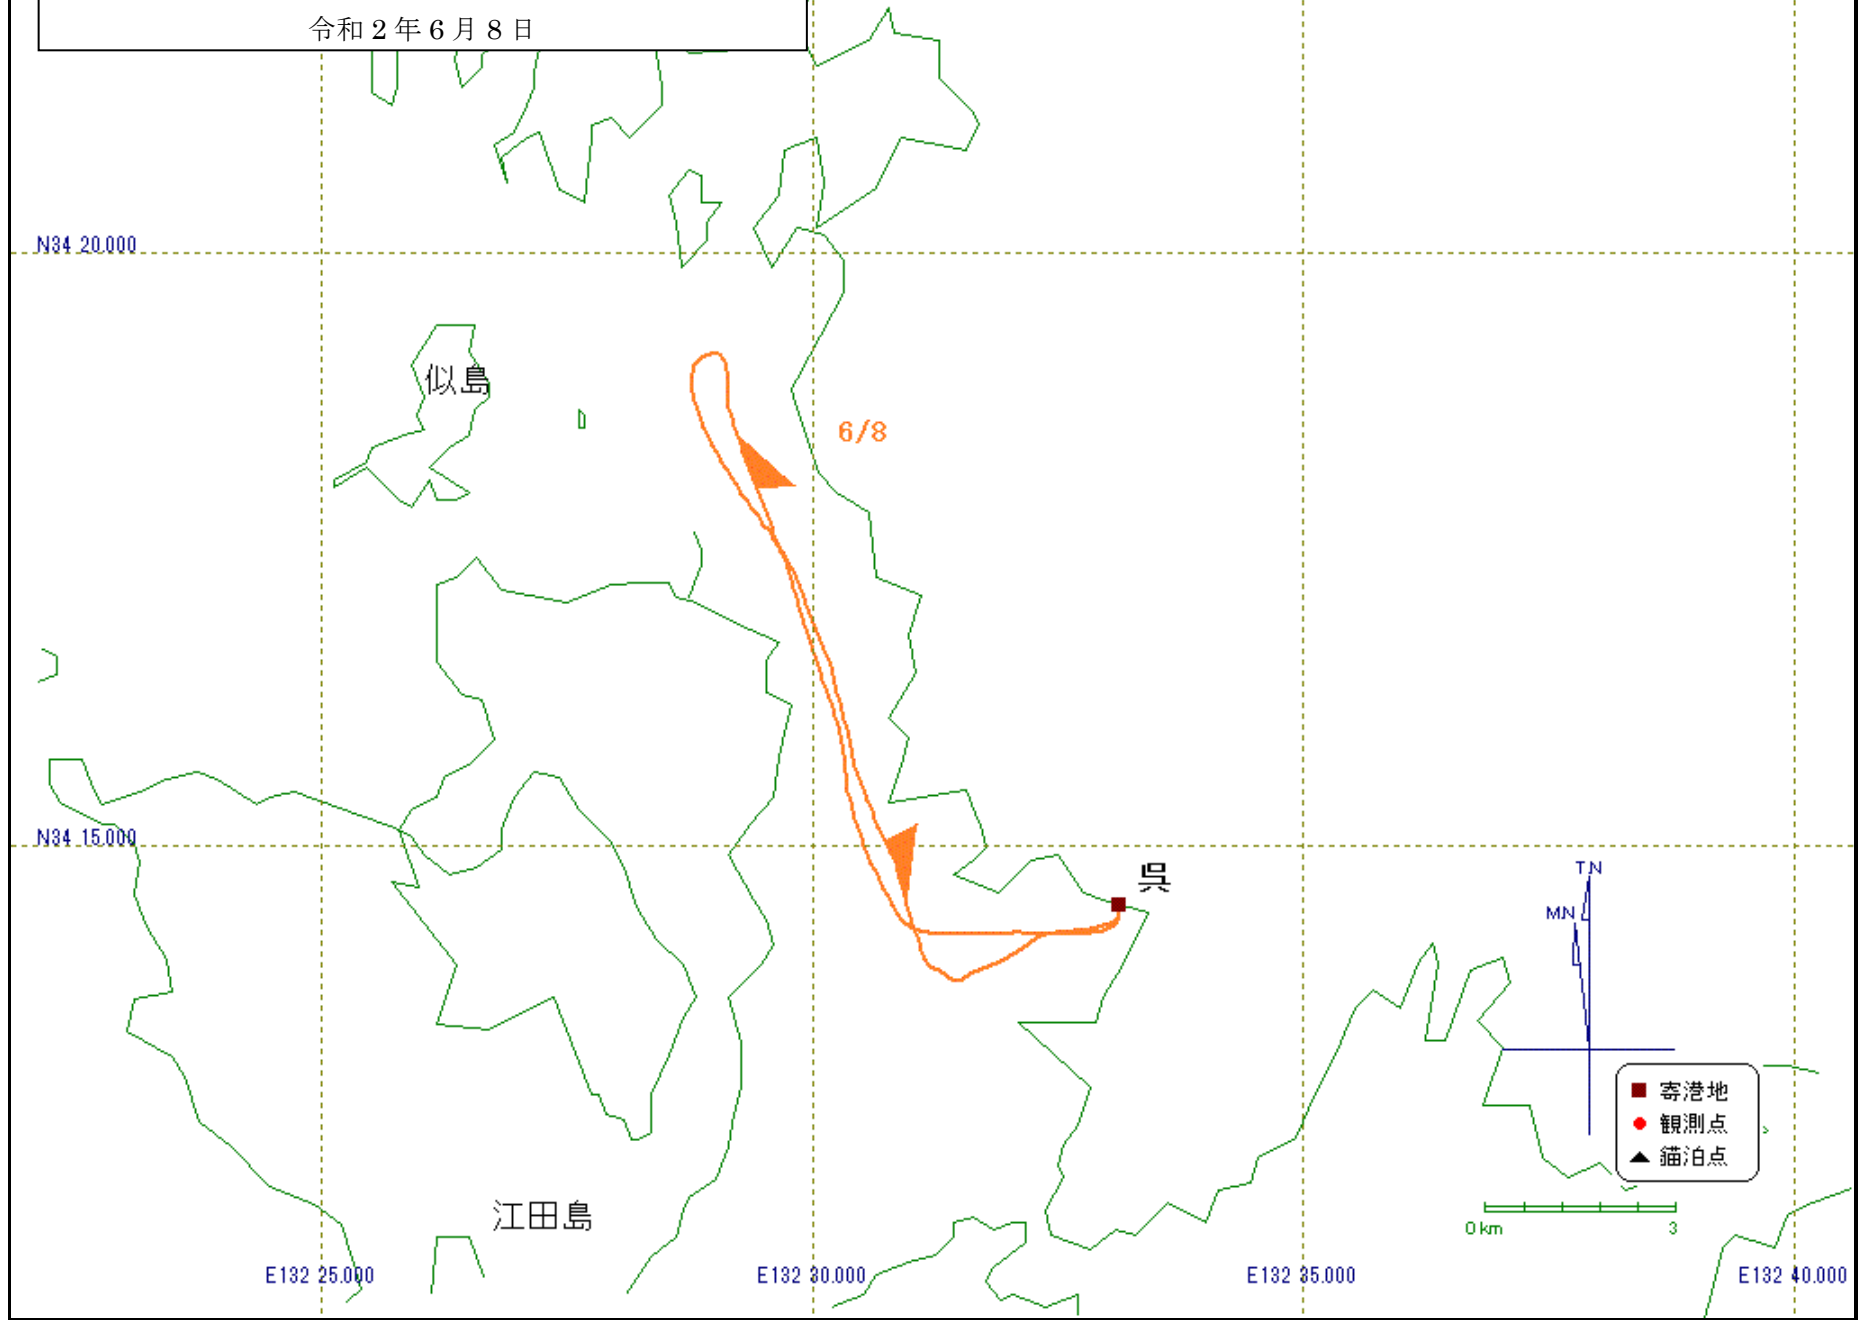 令和2年6月8日
N34 20.000
似島
6/8
N34 15.000
呉
TN
MN
寄港地
観測点
錨泊点
江田島
0 km
3
E132 25.000
E132 30.000
E132 35.000
E132 40.000